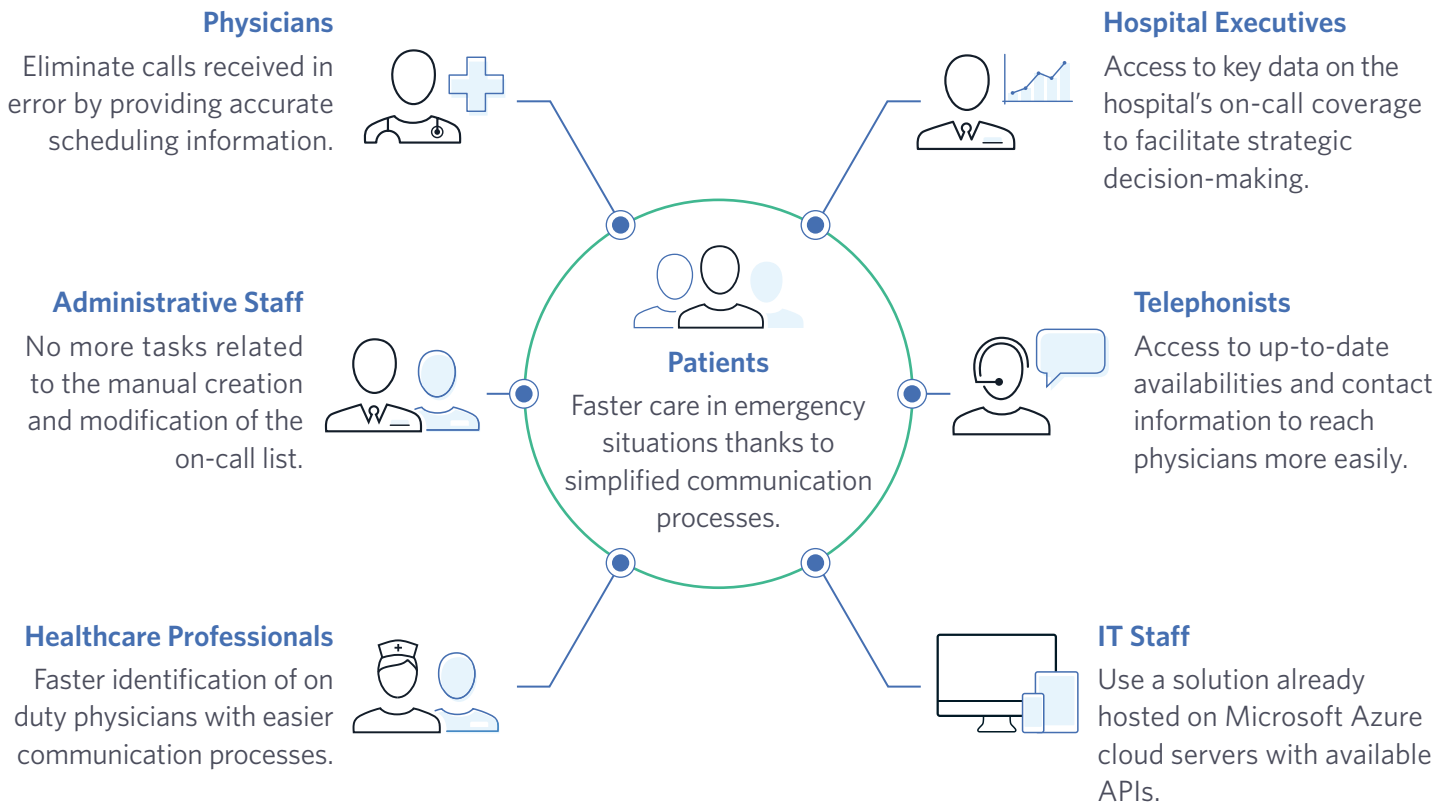 Physicians
Eliminate calls received in
error by providing accurate
scheduling information.
Hospital Executives
Access to key data on the
hospital's on-call coverage
to facilitate strategic
decision-making.
Administrative Staff
No more tasks related
to the manual creation
and modification of the
on-call list.
Patients
Faster care in emergency
situations thanks to
simplified communication
processes.
Telephonists
Access to up-to-date
availabilities and contact
information to reach
physicians more easily.
Healthcare Professionals
Faster identification of on
duty physicians with easier
communication processes.
IT Staff
Use a solution already
hosted on Microsoft Azure
cloud servers with available
APIs.